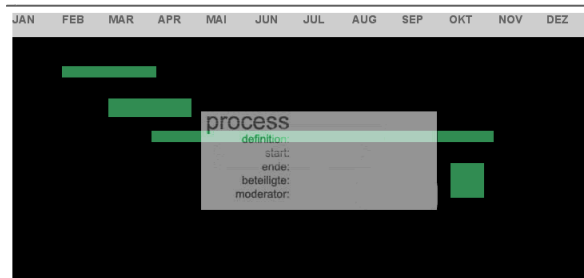 JAN FEB MAR APR MAI JUN JUL AUG SEP OKT NOV DEZ
process
definition:
start:
ende:
beteiligte:
moderator: